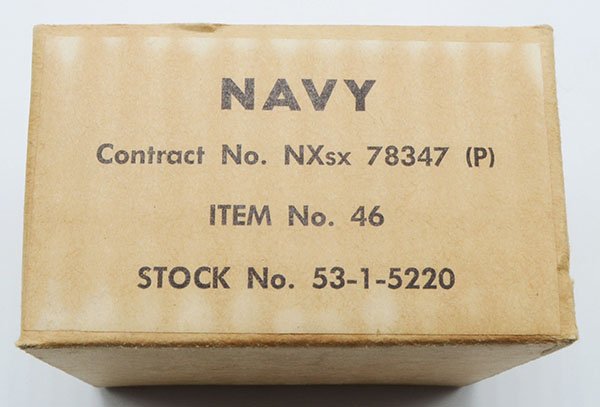 NAVY
Contract No. NXsx 78347 (P)
ITEM No. 46
STOCK No. 53-1-5220